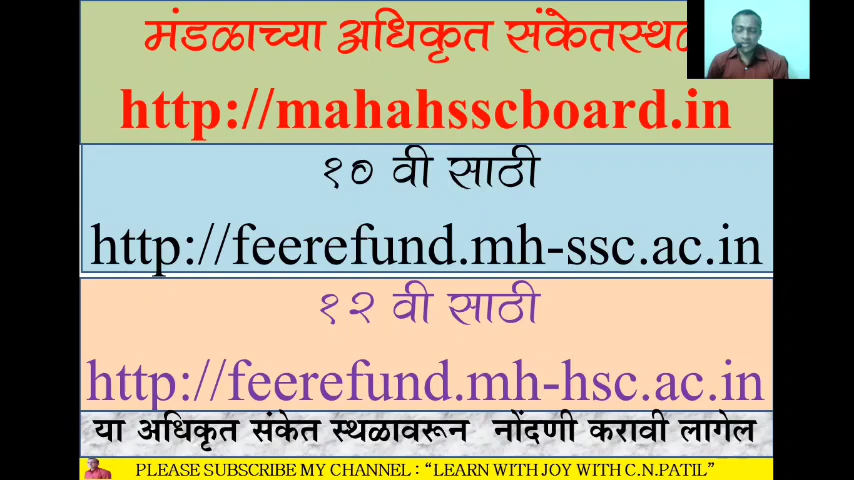 मंडळाच्या अधिकृत संकेतस्थळ
http://mahahsscboard.in
१० वी साठी
http://feerefund.mh-ssc.ac.in
१२ वी साठी
http://feerefund.mh-hsc.ac.in
या अधिकृत संकेत स्थळावरून नोंदणी करावी लागेल
PLEASE SUBSCRIBE MY CHANNEL : “LEARN WITH JOY WITH C.N.PATIL”